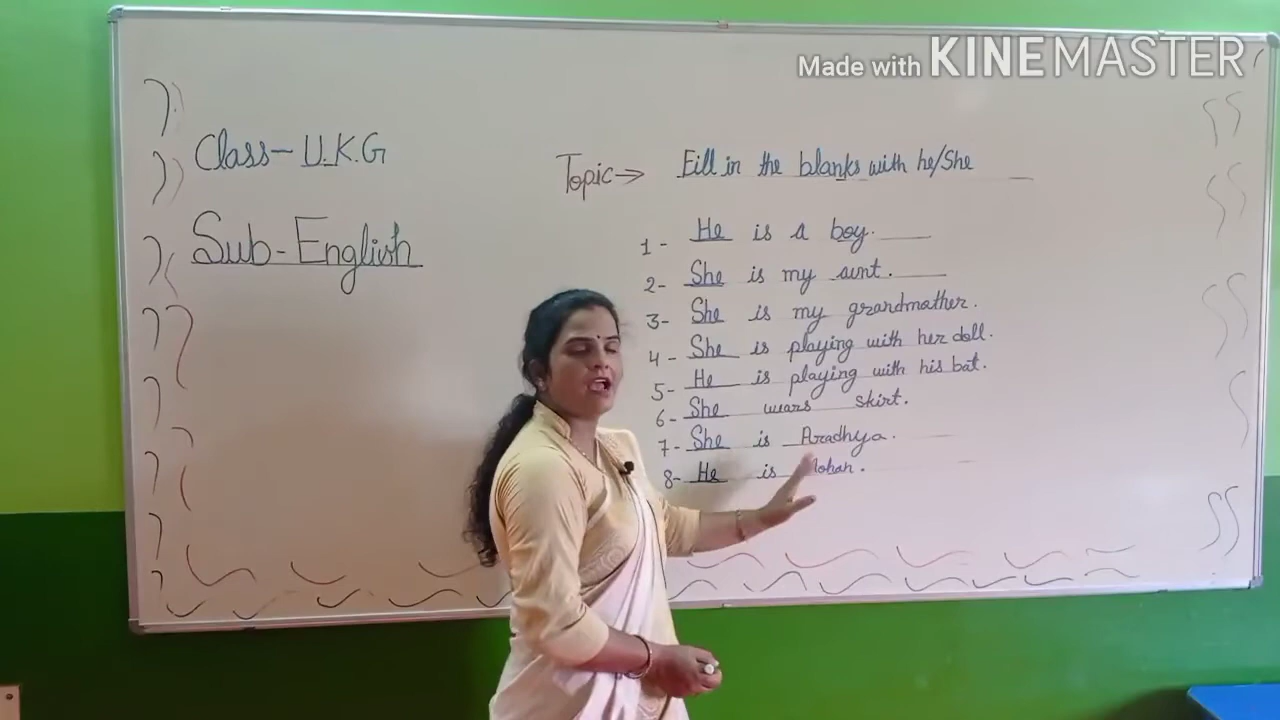 Made with KINEMASTER
Class- U.K.G
Sub-English
Topic→ Fill in the blanks with he/She
1- He is a boy.
2- She is my aunt.
3- She is my grandmather.
4- She is playing with her doll.
5- He is playing with his bat.
6- She wears skirt.
7- She is Aradhya.
8- He is Mohan.